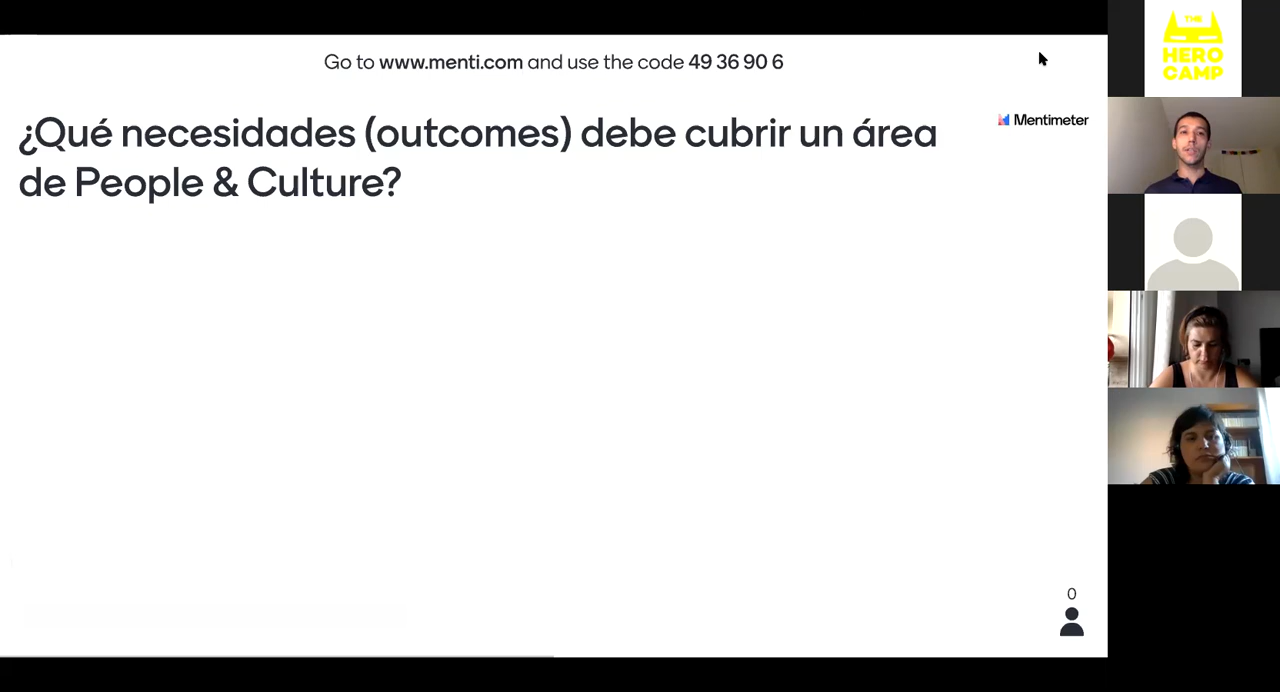 Go to www.menti.com and use the code 49 36 90 6
¿Qué necesidades (outcomes) debe cubrir un área
de People & Culture?
Mentimeter
0
THE
HERO
CAMP